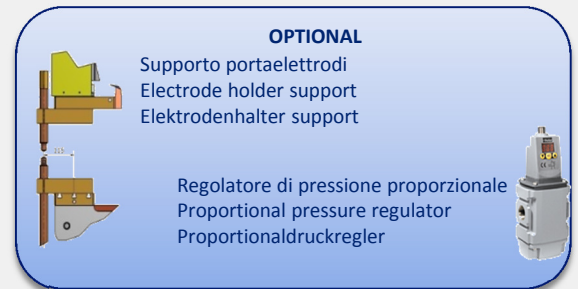 OPTIONAL
Supporto portaelettrodi
Electrode holder support
Elektrodenhalter support
Regolatore di pressione proporzionale
Proportional pressure regulator
Proportionaldruckregler